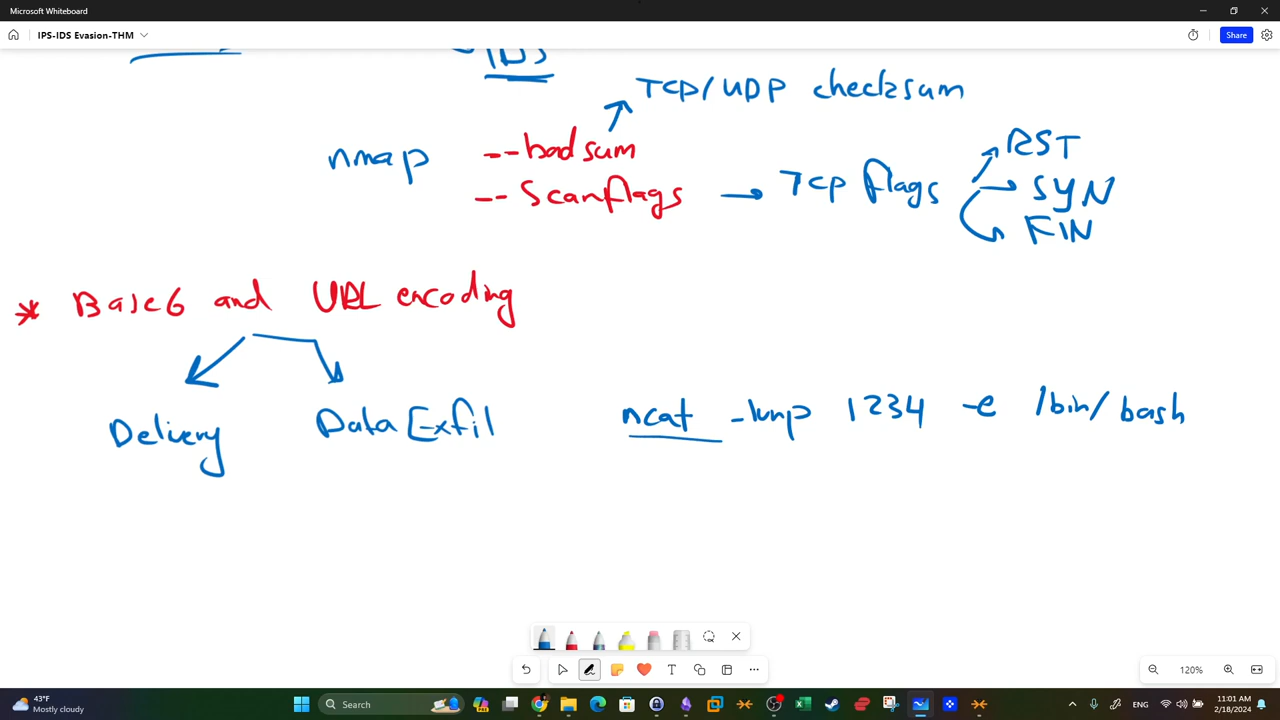 Microsoft Whiteboard
IPS-IDS Evasion-THM
Share
IDS
TCP/UDP checksum
nmap --badsum
--Scanflags → TCP flags
RST
SYN
FIN
* Base6 and URL encoding
Delivery
Data Exfil
ncat -lvnp 1234 -e /bin/bash
T
120%
43°F
Mostly cloudy
Search
ENG
11:01 AM
2/18/2024